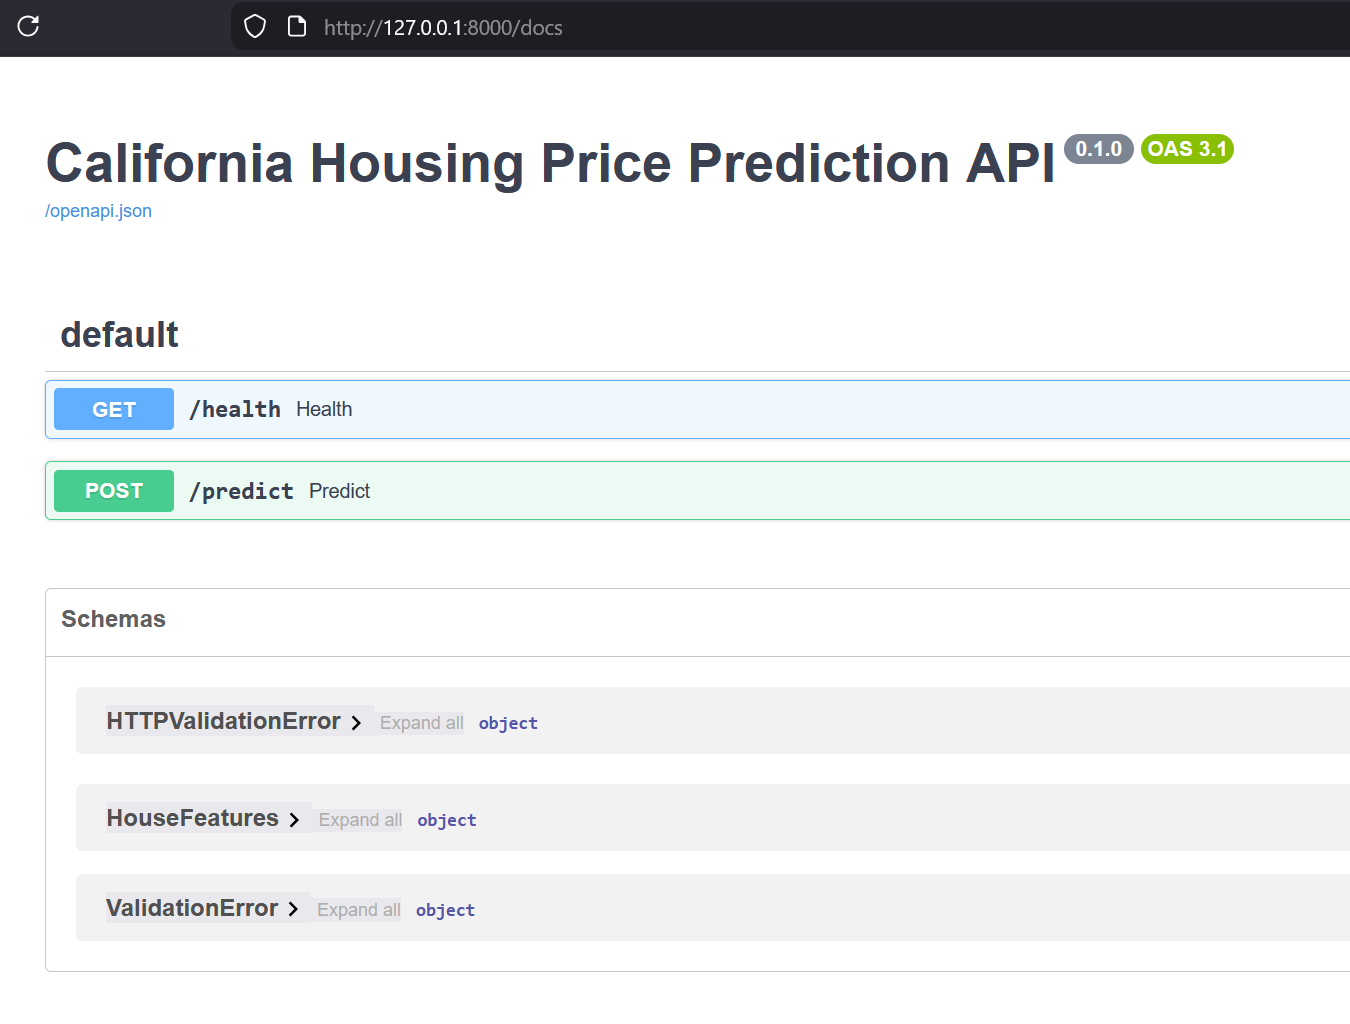 http://127.0.0.1:8000/docs
California Housing Price Prediction API 0.1.0 OAS 3.1
/openapi.json
default
GET /health Health
POST /predict Predict
Schemas
HTTPValidationError Expand all object
HouseFeatures Expand all object
ValidationError Expand all object